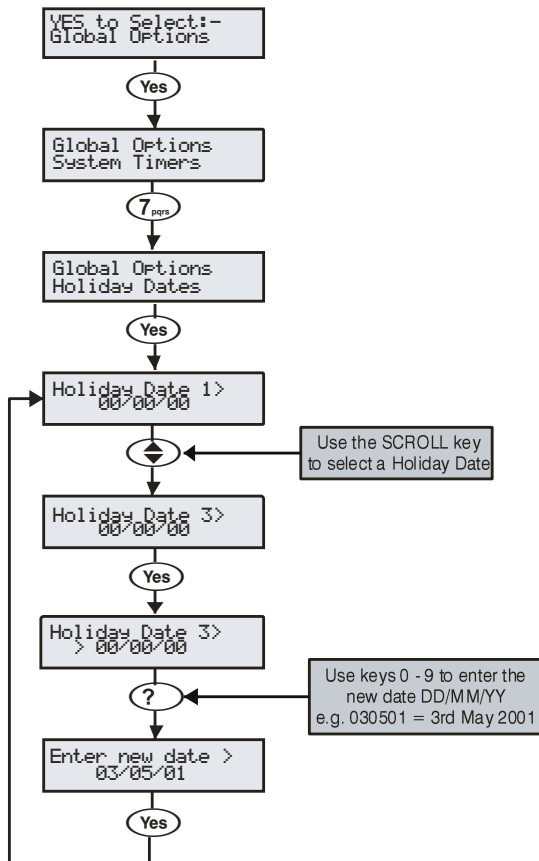 YES to Select:-
Global Options
Yes
Global Options
System Timers
7pqrs
Global Options
Holiday Dates
Yes
Holiday Date 1>
00/00/00
Use the SCROLL key
to select a Holiday Date
Holiday Date 3>
00/00/00
Yes
Holiday Date 3>
> 00/00/00
Use keys 0 - 9 to enter the
new date DD/MM/YY
e.g. 030501 = 3rd May 2001
?
Enter new date >
03/05/01
Yes